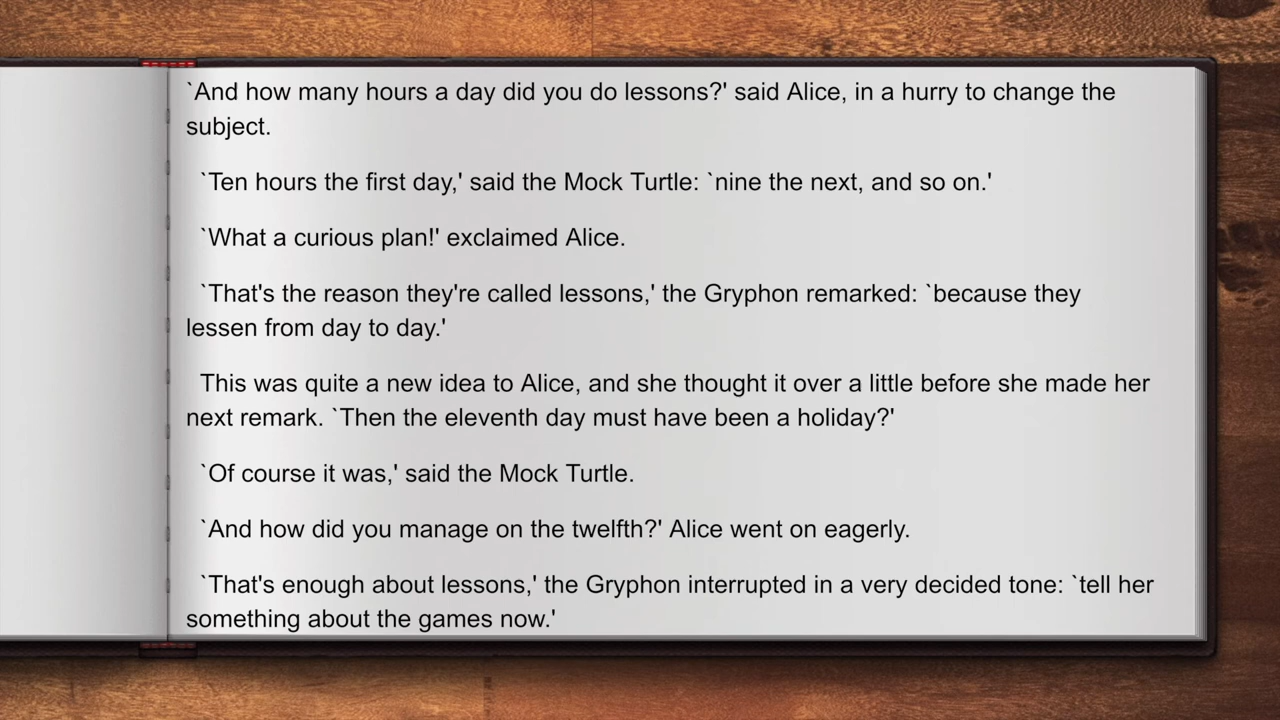 `And how many hours a day did you do lessons?' said Alice, in a hurry to change the
subject.
`Ten hours the first day,' said the Mock Turtle: `nine the next, and so on.'
`What a curious plan!' exclaimed Alice.
`That's the reason they're called lessons,' the Gryphon remarked: `because they
lessen from day to day.'
This was quite a new idea to Alice, and she thought it over a little before she made her
next remark. `Then the eleventh day must have been a holiday?'
`Of course it was,' said the Mock Turtle.
`And how did you manage on the twelfth?' Alice went on eagerly.
`That's enough about lessons,' the Gryphon interrupted in a very decided tone: `tell her
something about the games now.'